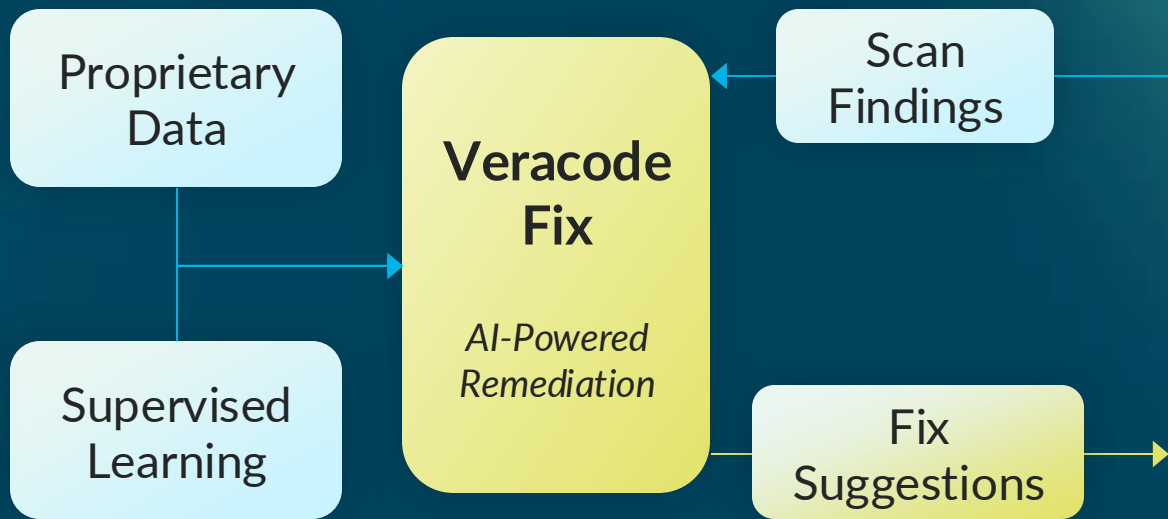 Proprietary
Data
Supervised
Learning
Veracode
Fix
AI-Powered
Remediation
Scan
Findings
Fix
Suggestions